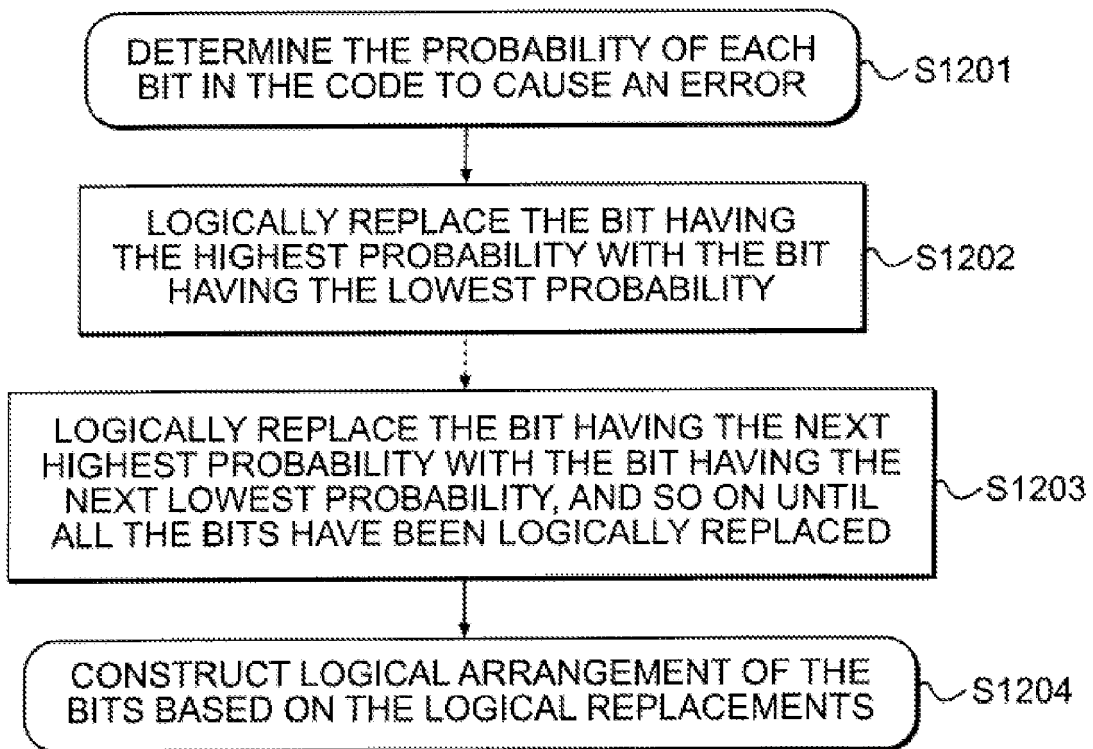 DETERMINE THE PROBABILITY OF EACH
BIT IN THE CODE TO CAUSE AN ERROR
S1201
LOGICALLY REPLACE THE BIT HAVING
THE HIGHEST PROBABILITY WITH THE BIT
HAVING THE LOWEST PROBABILITY
S1202
LOGICALLY REPLACE THE BIT HAVING THE NEXT
HIGHEST PROBABILITY WITH THE BIT HAVING THE
NEXT LOWEST PROBABILITY, AND SO ON UNTIL
ALL THE BITS HAVE BEEN LOGICALLY REPLACED
S1203
CONSTRUCT LOGICAL ARRANGEMENT OF THE
BITS BASED ON THE LOGICAL REPLACEMENTS
S1204